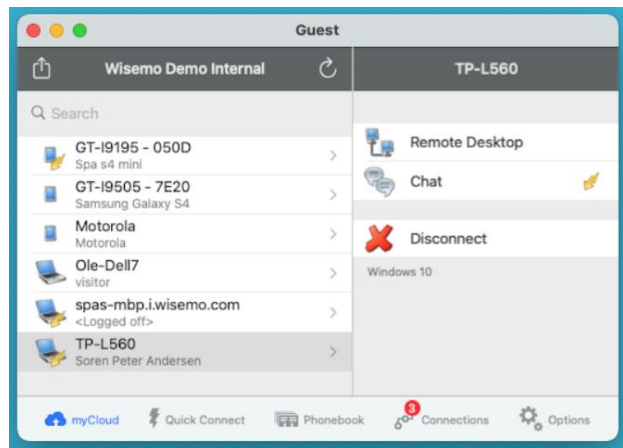 Guest
Wisemo Demo Internal
TP-L560
Search
GT-I9195 - 050D
Spa s4 mini
GT-I9505 - 7E20
Samsung Galaxy S4
Motorola
Motorola
Ole-Dell7
visitor
spas-mbp.i.wisemo.com
<Logged off>
TP-L560
Soren Peter Andersen
Remote Desktop
Chat
Disconnect
Windows 10
myCloud
Quick Connect
Phonebook
3
Connections
Options